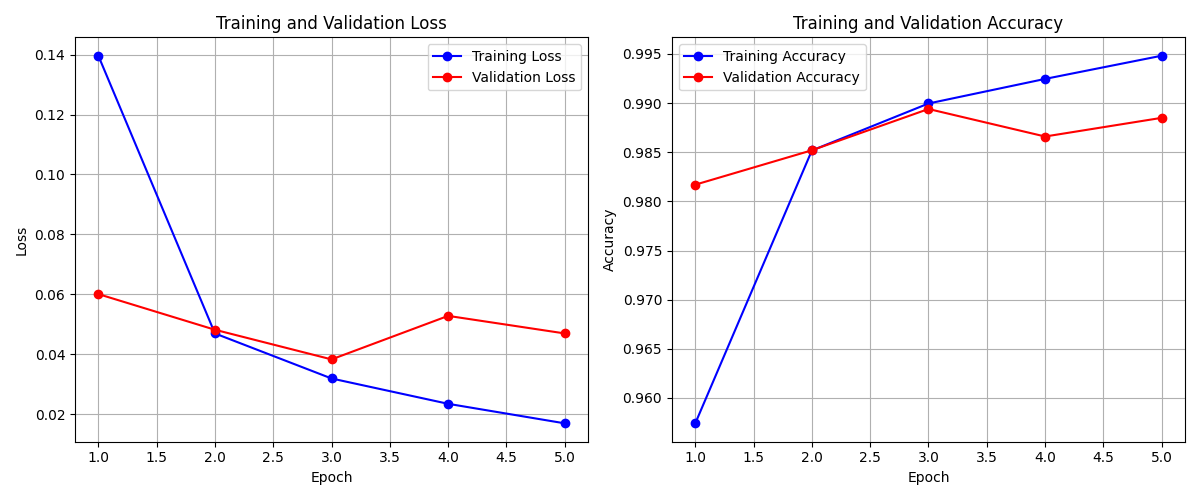 Training and Validation Loss
Training Loss
Validation Loss
0.14
0.12
0.10
0.08
0.06
0.04
0.02
Loss
1.0 1.5 2.0 2.5 3.0 3.5 4.0 4.5 5.0
Epoch
Training and Validation Accuracy
Training Accuracy
Validation Accuracy
0.995
0.990
0.985
0.980
0.975
0.970
0.965
0.960
Accuracy
1.0 1.5 2.0 2.5 3.0 3.5 4.0 4.5 5.0
Epoch